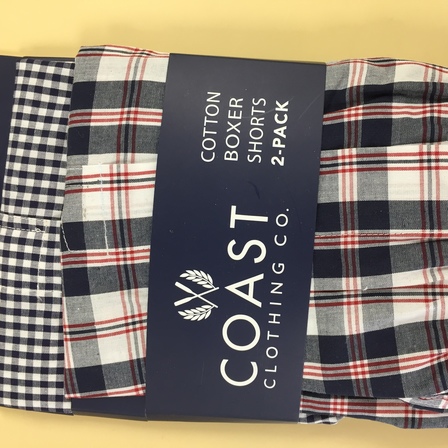 COTTON
BOXER
SHORTS
2-PACK
COAST
CLOTHING CO.